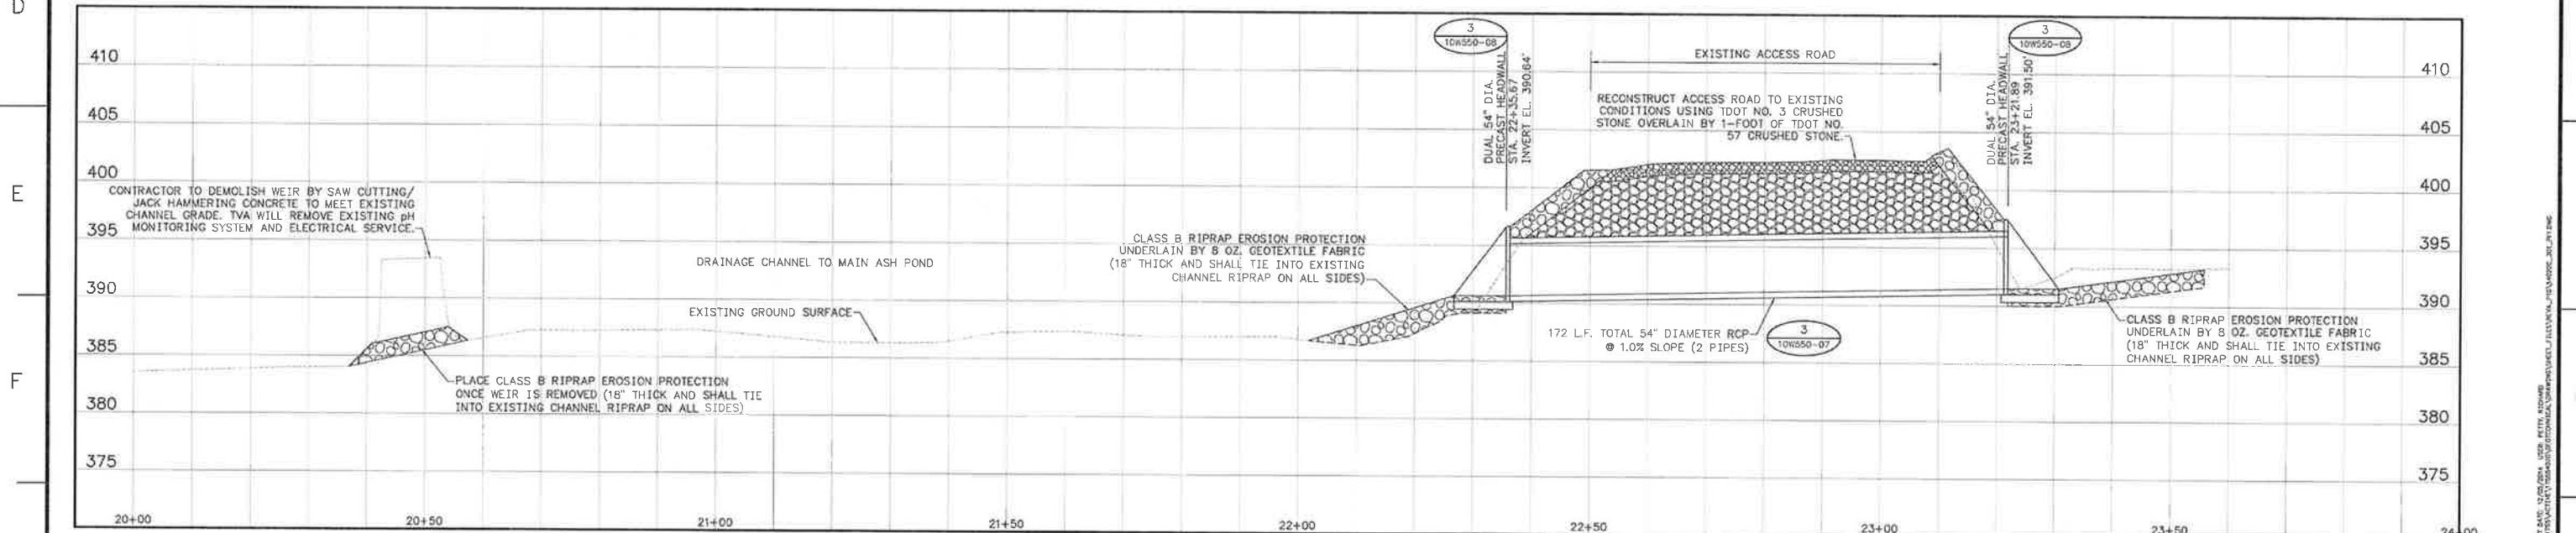 D
E
F
410
405
400
395
390
385
380
375
CONTRACTOR TO DEMOLISH WEIR BY SAW CUTTING/
JACK HAMMERING CONCRETE TO MEET EXISTING
CHANNEL GRADE. TVA WILL REMOVE EXISTING pH
MONITORING SYSTEM AND ELECTRICAL SERVICE.
PLACE CLASS B RIPRAP EROSION PROTECTION
ONCE WEIR IS REMOVED (18" THICK AND SHALL TIE
INTO EXISTING CHANNEL RIPRAP ON ALL SIDES)
DRAINAGE CHANNEL TO MAIN ASH POND
EXISTING GROUND SURFACE
CLASS B RIPRAP EROSION PROTECTION
UNDERLAIN BY 8 OZ. GEOTEXTILE FABRIC
(18" THICK AND SHALL TIE INTO EXISTING
CHANNEL RIPRAP ON ALL SIDES)
3
10W550-08
DUAL 54" DIA.
PRECAST HEADWALL
STA. 22+35.67
INVERT EL. 390.64'
EXISTING ACCESS ROAD
RECONSTRUCT ACCESS ROAD TO EXISTING
CONDITIONS USING TDOT NO. 3 CRUSHED
STONE OVERLAIN BY 1-FOOT OF TDOT NO.
57 CRUSHED STONE.
3
10W550-08
DUAL 54" DIA.
PRECAST HEADWALL
STA. 23+21.89
INVERT EL. 391.50'
172 L.F. TOTAL 54" DIAMETER RCP
@ 1.0% SLOPE (2 PIPES)
3
10W550-07
CLASS B RIPRAP EROSION PROTECTION
UNDERLAIN BY 8 OZ. GEOTEXTILE FABRIC
(18" THICK AND SHALL TIE INTO EXISTING
CHANNEL RIPRAP ON ALL SIDES)
410
405
400
395
390
385
380
375
20+00
20+50
21+00
21+50
22+00
22+50
23+00
23+50
24+00